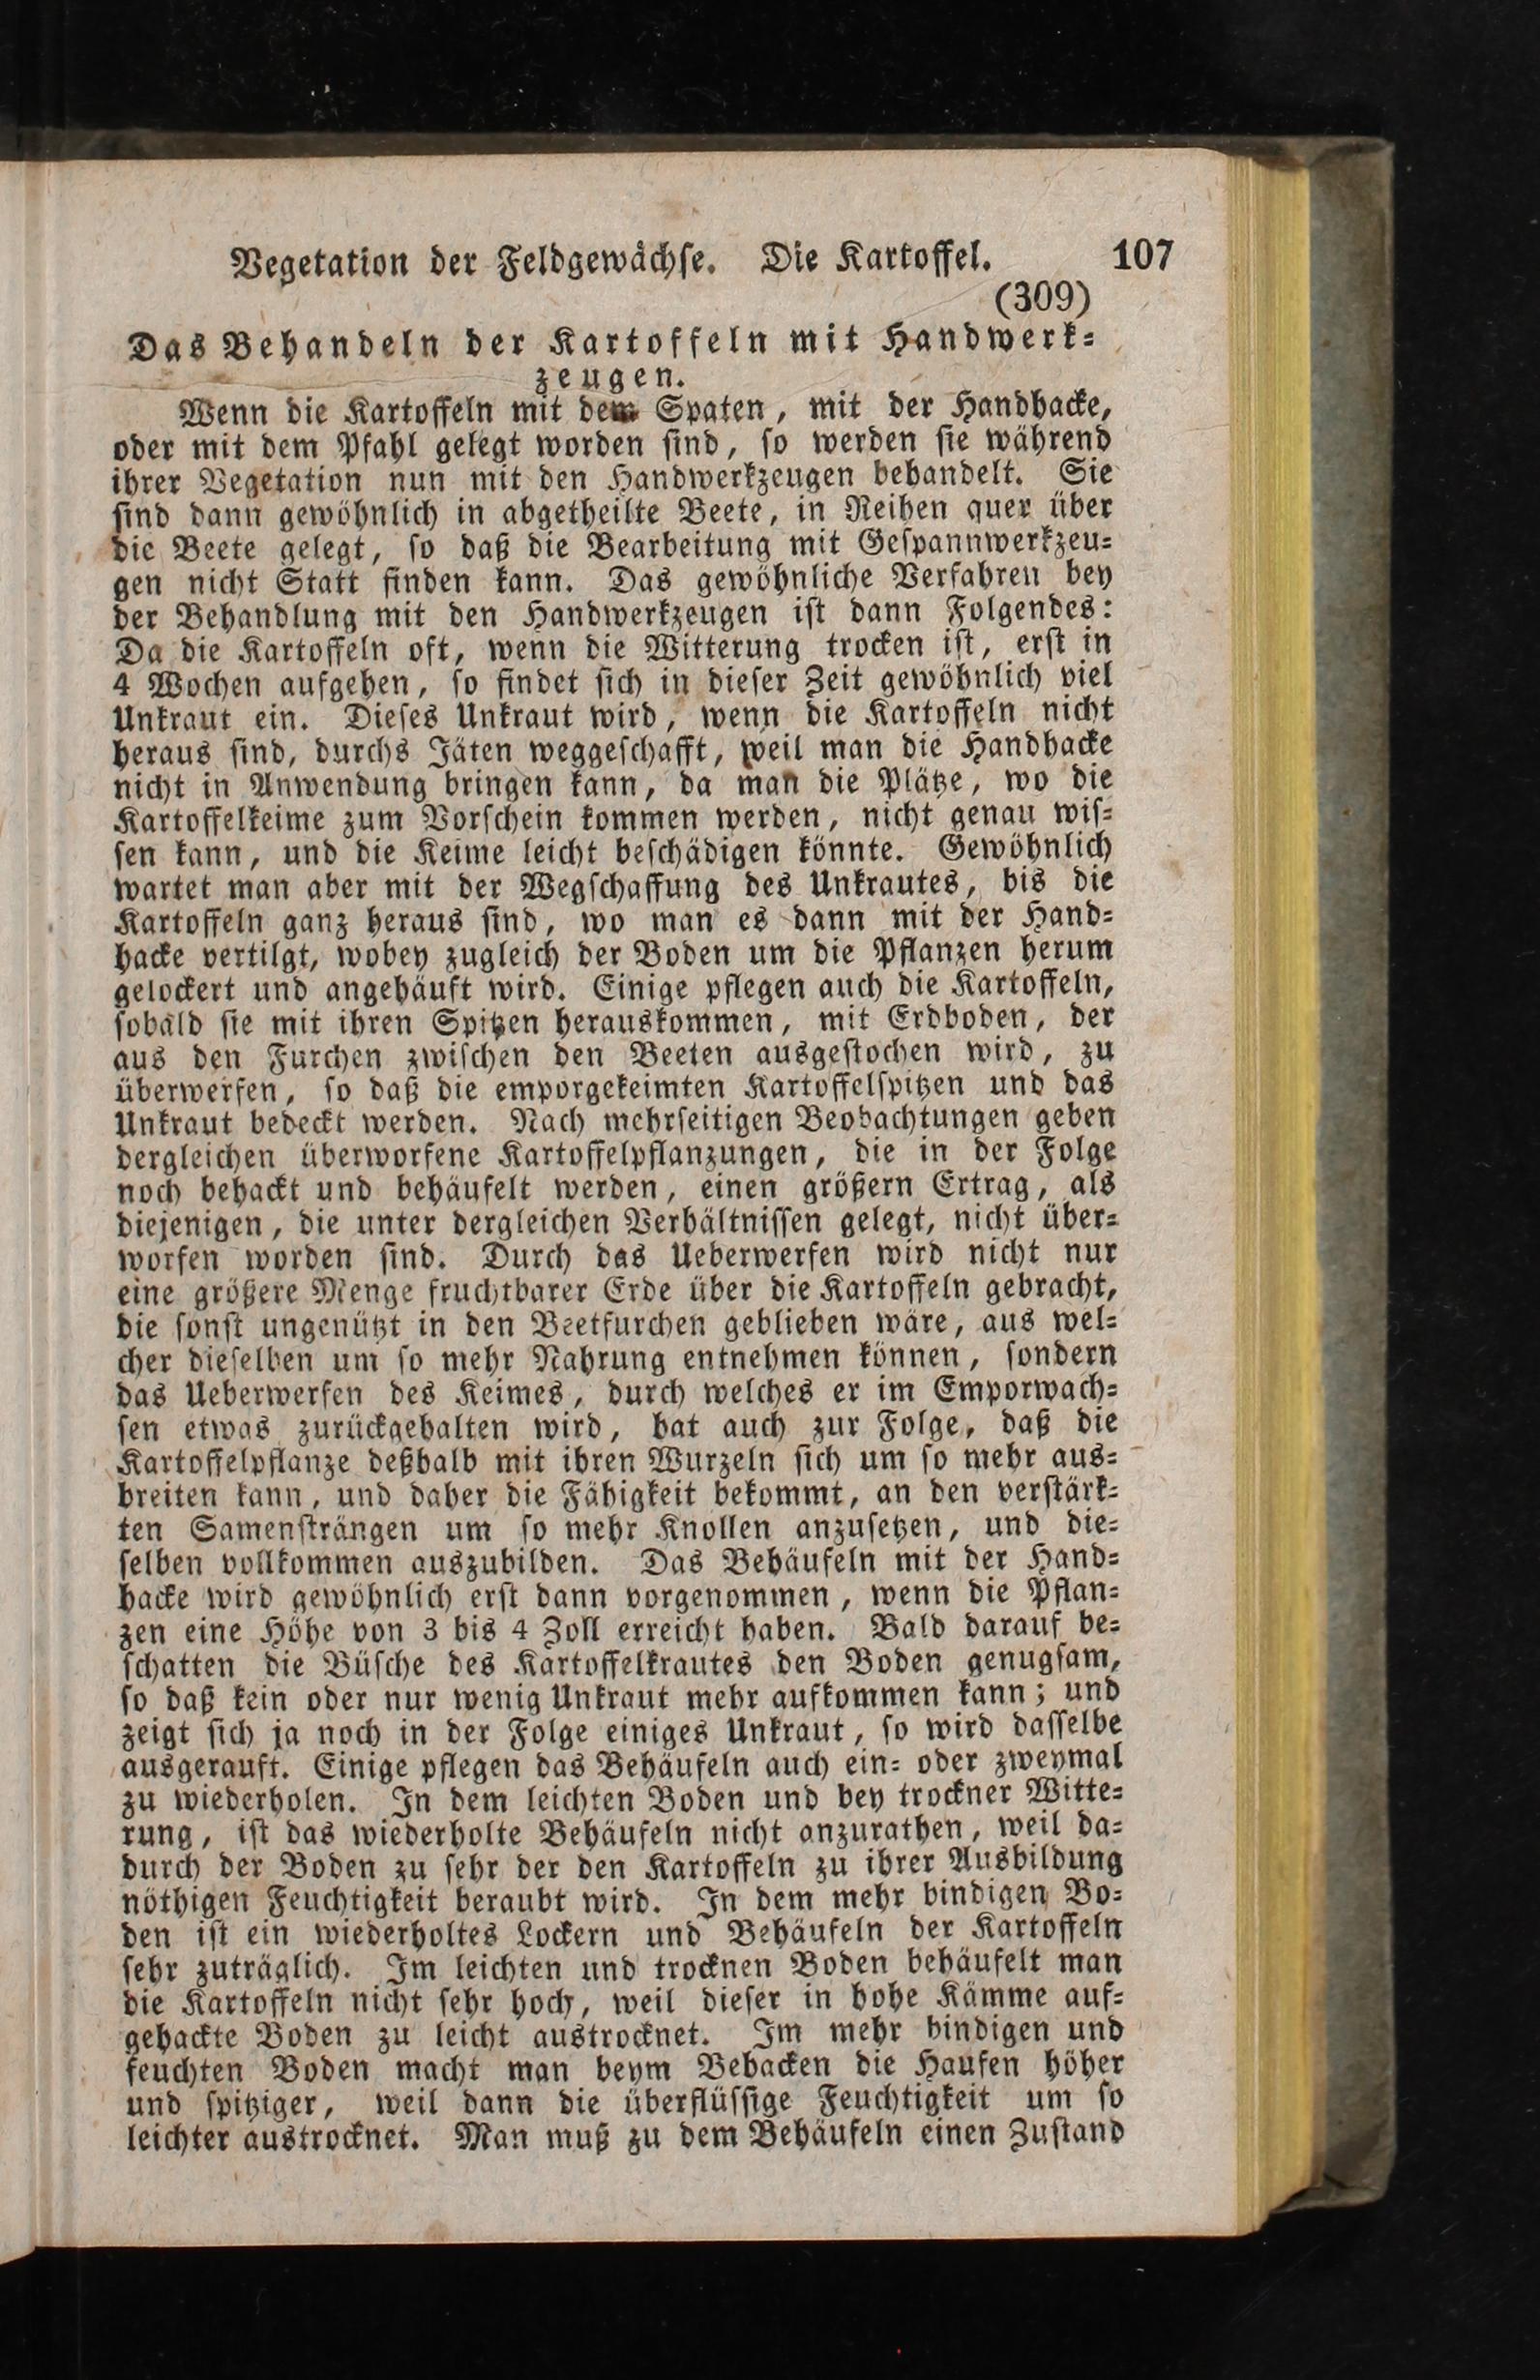 Vegetation der Feldgewächse. Die Kartoffel. 107
(309)
Das Behandeln der Kartoffeln mit Handwerk-
zeugen.
Wenn die Kartoffeln mit dem Spaten, mit der Handhacke,
oder mit dem Pfahl gelegt worden sind, so werden sie während
ihrer Vegetation nun mit den Handwerkzeugen behandelt. Sie
sind dann gewöhnlich in abgetheilte Beete, in Reihen quer über
die Beete gelegt, so daß die Bearbeitung mit Gespannwerkzeu-
gen nicht Statt finden kann. Das gewöhnliche Verfahren bey
der Behandlung mit den Handwerkzeugen ist dann Folgendes:
Da die Kartoffeln oft, wenn die Witterung trocken ist, erst in
4 Wochen aufgehen, so findet sich in dieser Zeit gewöhnlich viel
Unkraut ein. Dieses Unkraut wird, wenn die Kartoffeln nicht
heraus sind, durchs Jäten weggeschafft, weil man die Handhacke
nicht in Anwendung bringen kann, da man die Plätze, wo die
Kartoffelkeime zum Vorschein kommen werden, nicht genau wis-
sen kann, und die Keime leicht beschädigen könnte. Gewöhnlich
wartet man aber mit der Wegschaffung des Unkrautes, bis die
Kartoffeln ganz heraus sind, wo man es dann mit der Hand-
hacke vertilgt, wobey zugleich der Boden um die Pflanzen herum
gelockert und angehäuft wird. Einige pflegen auch die Kartoffeln,
sobald sie mit ihren Spitzen herauskommen, mit Erdboden, der
aus den Furchen zwischen den Beeten ausgestochen wird, zu
überwerfen, so daß die emporgekeimten Kartoffelspitzen und das
Unkraut bedeckt werden. Nach mehrseitigen Beobachtungen geben
dergleichen überworfene Kartoffelpflanzungen, die in der Folge
noch behackt und behäufelt werden, einen größern Ertrag, als
diejenigen, die unter dergleichen Verhältnissen gelegt, nicht über-
worfen worden sind. Durch das Ueberwerfen wird nicht nur
eine größere Menge fruchtbarer Erde über die Kartoffeln gebracht,
die sonst ungenützt in den Beetfurchen geblieben wäre, aus wel-
cher dieselben um so mehr Nahrung entnehmen können, sondern
das Ueberwerfen des Keimes, durch welches er im Emporwach-
sen etwas zurückgehalten wird, hat auch zur Folge, daß die
Kartoffelpflanze deßhalb mit ihren Wurzeln sich um so mehr aus-
breiten kann, und daher die Fähigkeit bekommt, an den verstärk-
ten Samensträngen um so mehr Knollen anzusetzen, und die-
selben vollkommen auszubilden. Das Behäufeln mit der Hand-
hacke wird gewöhnlich erst dann vorgenommen, wenn die Pflan-
zen eine Höhe von 3 bis 4 Zoll erreicht haben. Bald darauf be-
schatten die Büsche des Kartoffelkrautes den Boden genugsam,
so daß kein oder nur wenig Unkraut mehr aufkommen kann; und
zeigt sich ja noch in der Folge einiges Unkraut, so wird dasselbe
ausgerauft. Einige pflegen das Behäufeln auch ein- oder zweymal
zu wiederholen. In dem leichten Boden und bey trockner Witte-
rung, ist das wiederholte Behäufeln nicht anzurathen, weil da-
durch der Boden zu sehr der den Kartoffeln zu ihrer Ausbildung
nöthigen Feuchtigkeit beraubt wird. In dem mehr bindigen Bo-
den ist ein wiederholtes Lockern und Behäufeln der Kartoffeln
sehr zuträglich. Im leichten und trocknen Boden behäufelt man
die Kartoffeln nicht sehr hoch, weil dieser in hohe Kämme auf-
gehackte Boden zu leicht austrocknet. Im mehr bindigen und
feuchten Boden macht man beym Behacken die Haufen höher
und spitziger, weil dann die überflüssige Feuchtigkeit um so
leichter austrocknet. Man muß zu dem Behäufeln einen Zustand